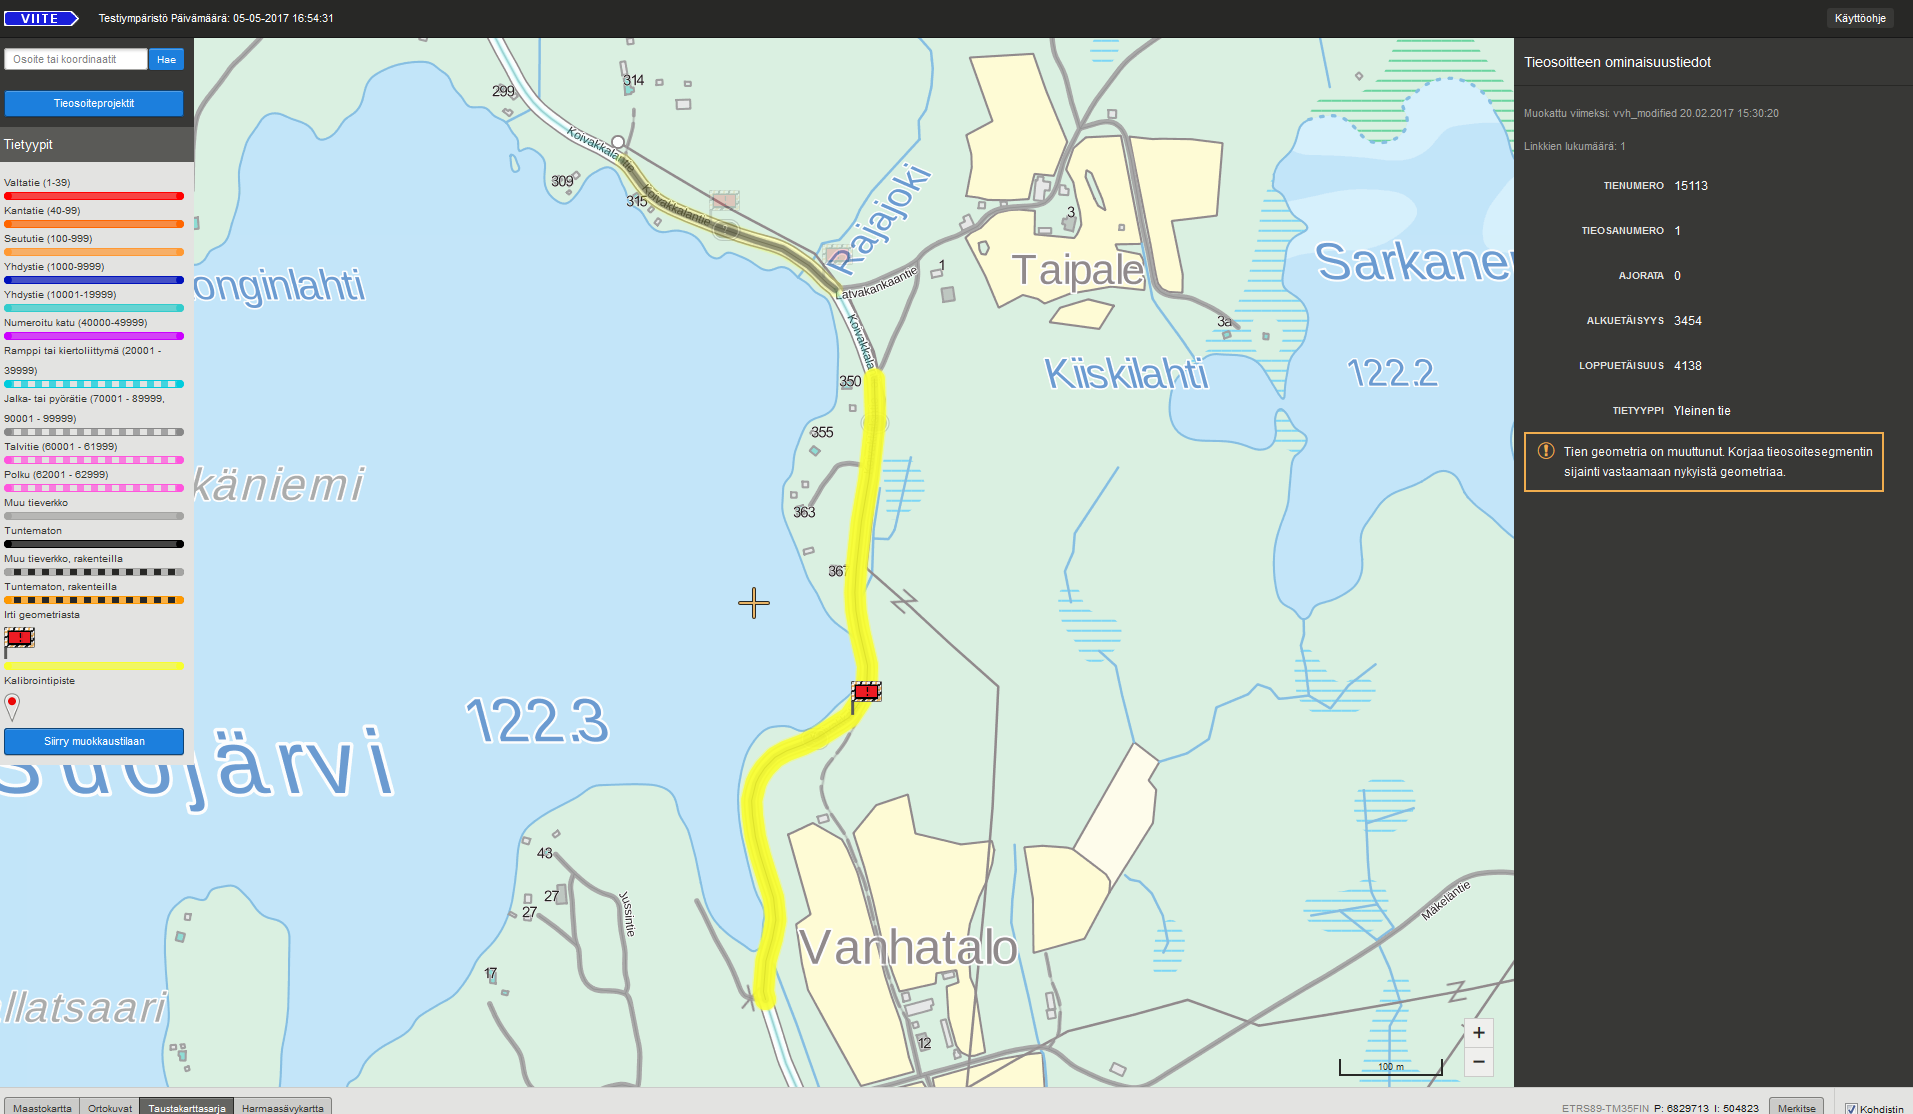 VIITE
Testiympäristö Päivämäärä: 05-05-2017 16:54:31
Käyttöohje
Osoite tai koordinaatit
Hae
Tieosoiteprojektit
Tietyypit
Valtatie (1-39)
Kantatie (40-99)
Seututie (100-999)
Yhdystie (1000-9999)
Yhdystie (10001-19999)
Numeroitu katu (40000-49999)
Ramppi tai kiertoliittymä (20001 -
39999)
Jalka- tai pyörätie (70001 - 89999,
90001 - 99999)
Talvitie (60001 - 61999)
Polku (62001 - 62999)
Muu tieverkko
Tuntematon
Muu tieverkko, rakenteilla
Tuntematon, rakenteilla
Irti geometriasta
Kalibrointipiste
Siirry muokkaustilaan
314
299
Koivakkalantie
309
315
Koivakkalantie
Rajajoki
3
Taipale
1
Latvakankaantie
Koivakkala
3a
Sarkane
onginlahti
Kiiskilahti
122.2
350
355
käniemi
363
367
122.3
Suojärvi
43
27
27
Jussintie
17
Vanhatalo
Mäkeläntie
llatsaari
12
100 m
+
−
Tieosoitteen ominaisuustiedot
Muokattu viimeksi: vvh_modified 20.02.2017 15:30:20
Linkkien lukumäärä: 1
TIENUMERO 15113
TIEOSANUMERO 1
AJORATA 0
ALKUETÄISYYS 3454
LOPPUETÄISUUS 4138
TIETYYPPI Yleinen tie
Tien geometria on muuttunut. Korjaa tieosoitesegmentin
sijainti vastaamaan nykyistä geometriaa.
Maastokartta
Ortokuvat
Taustakarttasarja
Harmaasävykartta
ETRS89-TM35FIN P: 6829713 I: 504823
Merkitse
Kohdistin